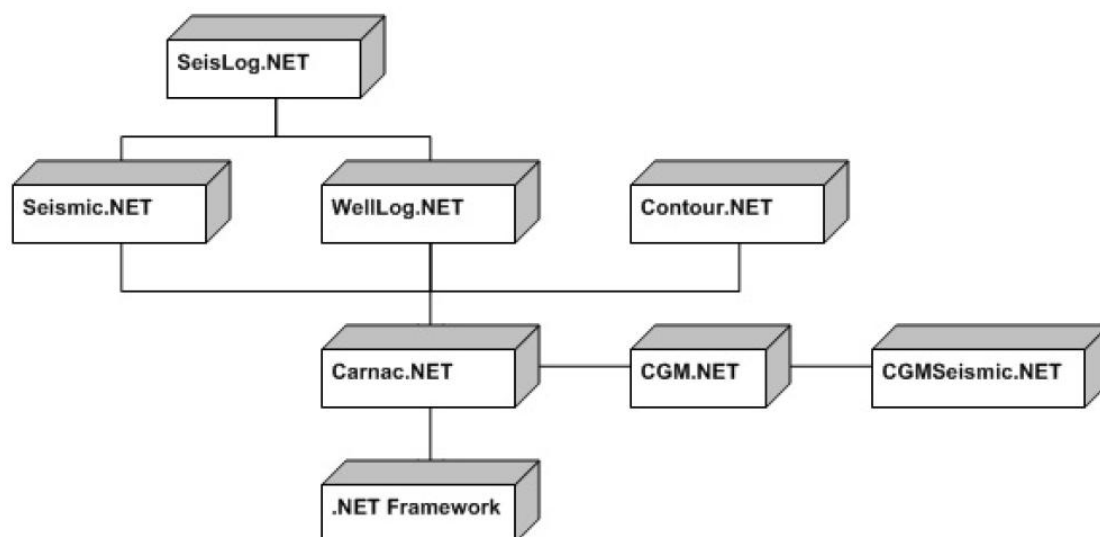 SeisLog.NET
Seismic.NET
WellLog.NET
Contour.NET
Carnac.NET
CGM.NET
CGMSeismic.NET
.NET Framework